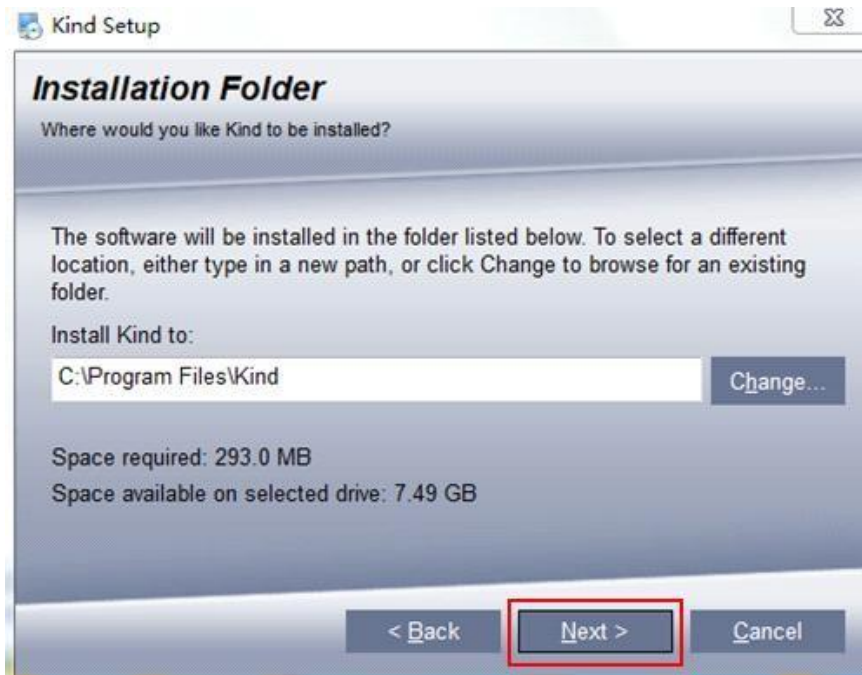 Kind Setup
Installation Folder
Where would you like Kind to be installed?
The software will be installed in the folder listed below. To select a different
location, either type in a new path, or click Change to browse for an existing
folder.
Install Kind to:
C:\Program Files\Kind
Change...
Space required: 293.0 MB
Space available on selected drive: 7.49 GB
< Back
Next >
Cancel